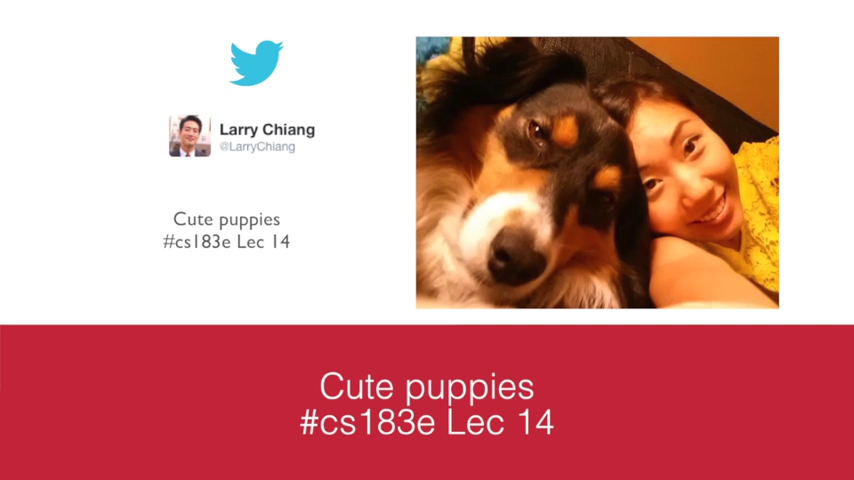 Larry Chiang
@LarryChiang
Cute puppies
#cs183e Lec 14
Cute puppies
#cs183e Lec 14